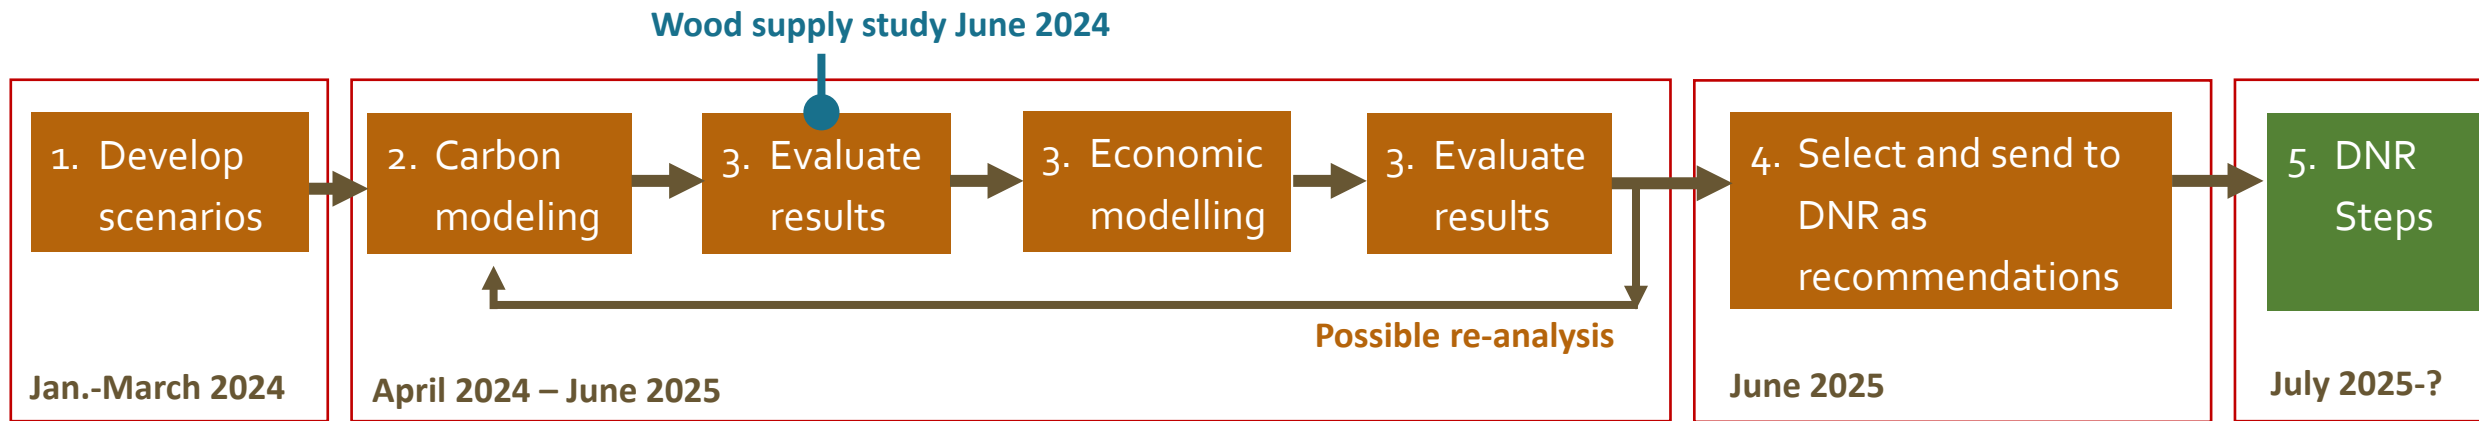 Wood supply study June 2024
1. Develop
scenarios
2. Carbon
modeling
3. Evaluate
results
3. Economic
modelling
3. Evaluate
results
4. Select and send to
DNR as
recommendations
5. DNR
Steps
Possible re-analysis
Jan.-March 2024
April 2024 – June 2025
June 2025
July 2025-?